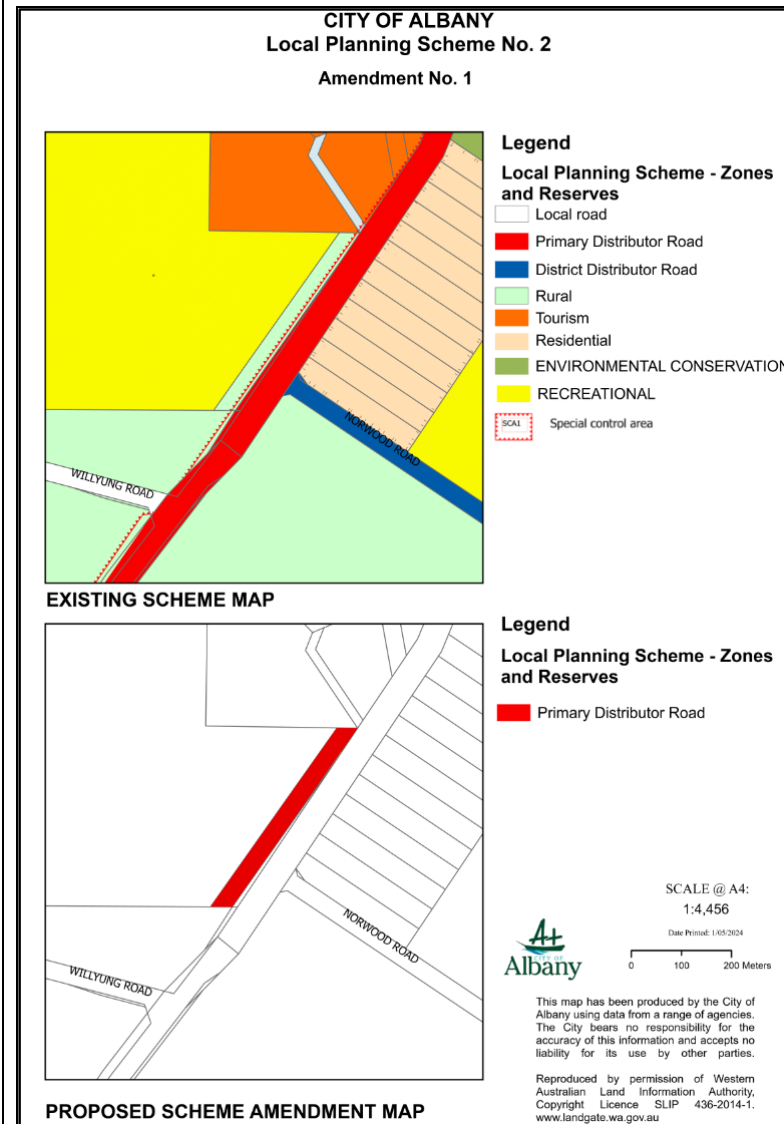 CITY OF ALBANY
Local Planning Scheme No. 2
Amendment No. 1
Legend
Local Planning Scheme - Zones
and Reserves
Local road
Primary Distributor Road
District Distributor Road
Rural
Tourism
Residential
ENVIRONMENTAL CONSERVATION
RECREATIONAL
SCA1
Special control area
NORWOOD ROAD
WILLYUNG ROAD
EXISTING SCHEME MAP
Legend
Local Planning Scheme - Zones
and Reserves
Primary Distributor Road
NORWOOD ROAD
WILLYUNG ROAD
SCALE @ A4:
1:4,456
Date Printed: 1/05/2024
CITY OF
Albany
0 100 200 Meters
This map has been produced by the City of
Albany using data from a range of agencies.
The City bears no responsibility for the
accuracy of this information and accepts no
liability for its use by other parties.
Reproduced by permission of Western
Australian Land Information Authority,
Copyright Licence SLIP 436-2014-1.
www.landgate.wa.gov.au
PROPOSED SCHEME AMENDMENT MAP